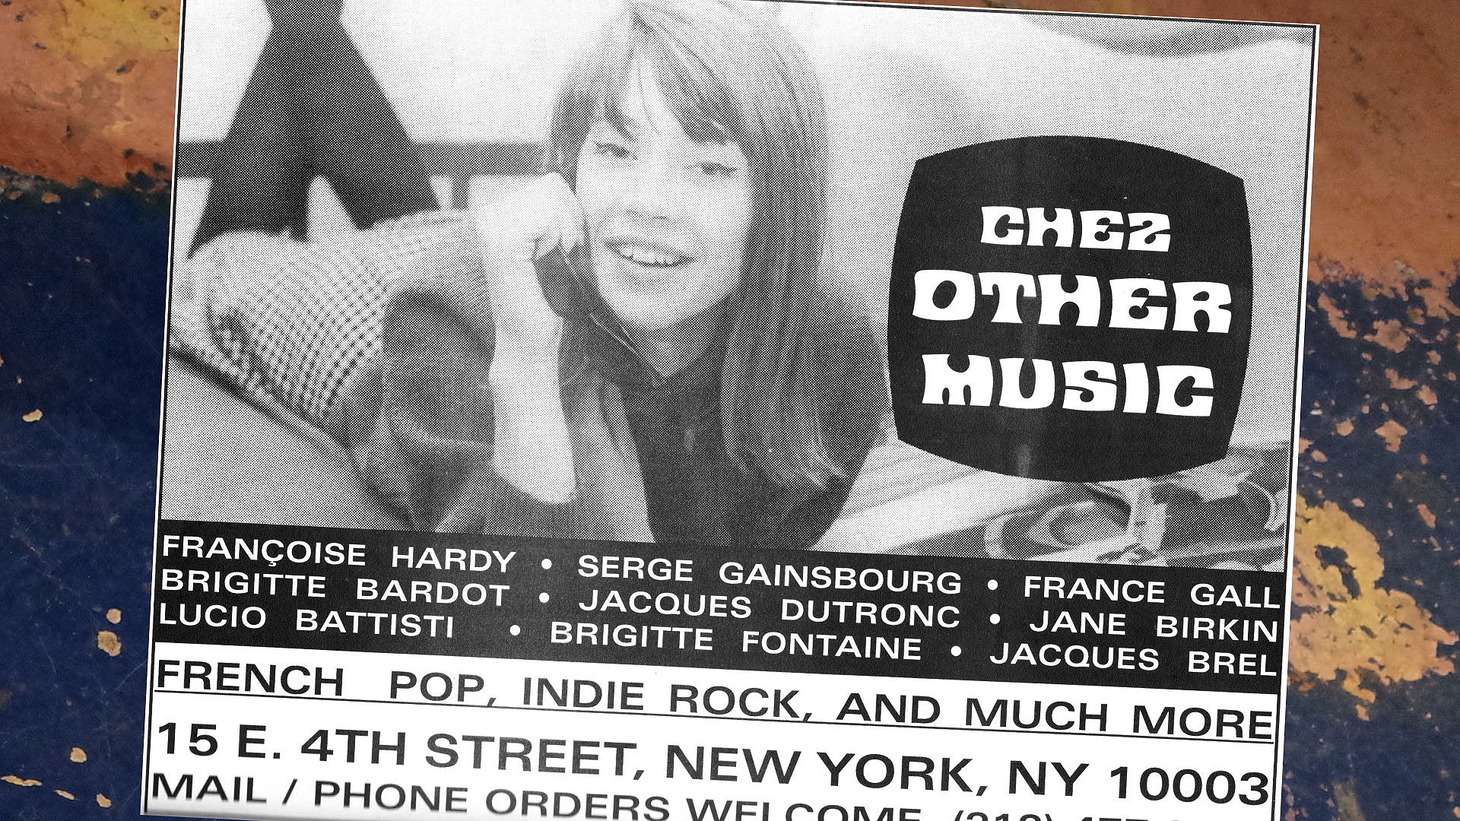 CHEZ
OTHER
MUSIC
FRANÇOISE HARDY • SERGE GAINSBOURG • FRANCE GALL
BRIGITTE BARDOT • JACQUES DUTRONC • JANE BIRKIN
LUCIO BATTISTI • BRIGITTE FONTAINE • JACQUES BREL
FRENCH POP, INDIE ROCK, AND MUCH MORE
15 E. 4TH STREET, NEW YORK, NY 10003
MAIL / PHONE ORDERS WELCOME